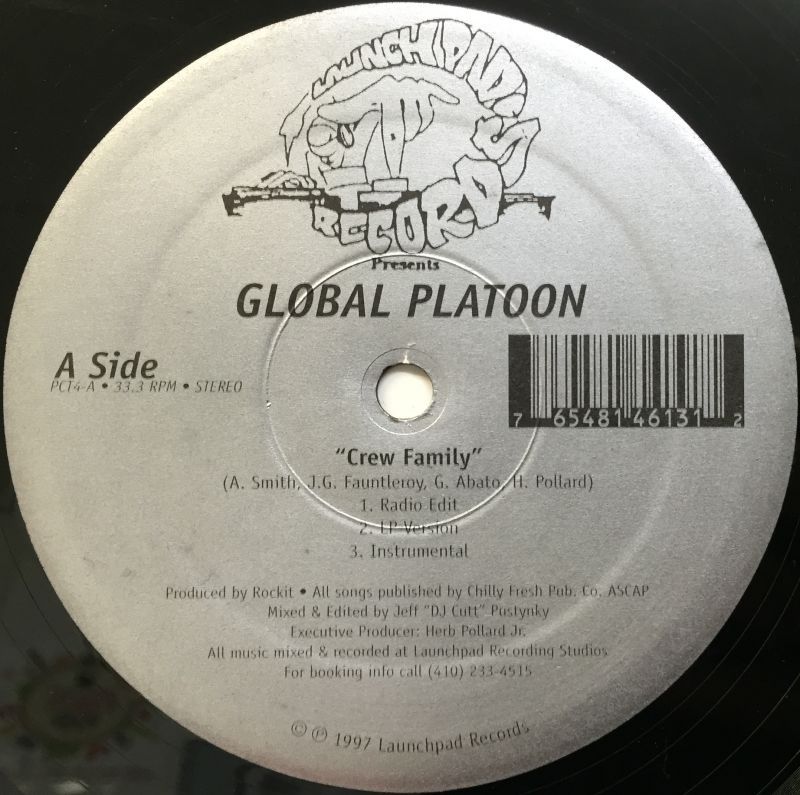 LAUNCH PAD'S
RECORDS
Presents
GLOBAL PLATOON
A Side
PCT4-A • 33.3 RPM • STEREO
7 65481 46131 2
"Crew Family"
(A. Smith, J.G. Fauntleroy, G. Abato, H. Pollard)
1. Radio Edit
2. LP Version
3. Instrumental
Produced by Rockit • All songs published by Chilly Fresh Pub. Co. ASCAP
Mixed & Edited by Jeff "DJ Cutt" Pustynky
Executive Producer: Herb Pollard Jr.
All music mixed & recorded at Launchpad Recording Studios
For booking info call (410) 233-4515
© ℗ 1997 Launchpad Records